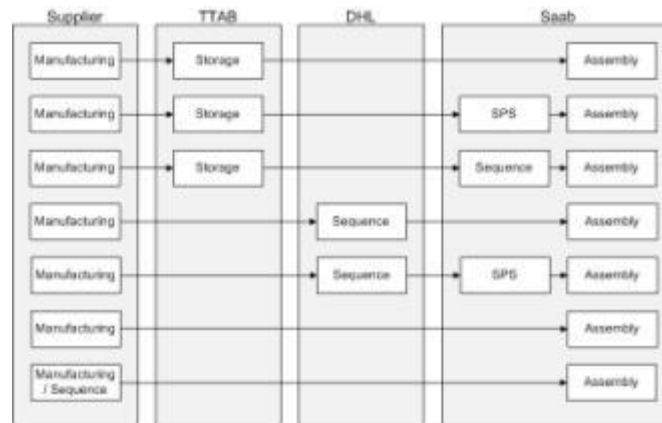 Supplier TTAB DHL Saab
Manufacturing Storage Assembly
Manufacturing Storage SPS Assembly
Manufacturing Storage Sequence Assembly
Manufacturing Sequence Assembly
Manufacturing Sequence SPS Assembly
Manufacturing Assembly
Manufacturing
/ Sequence
Assembly